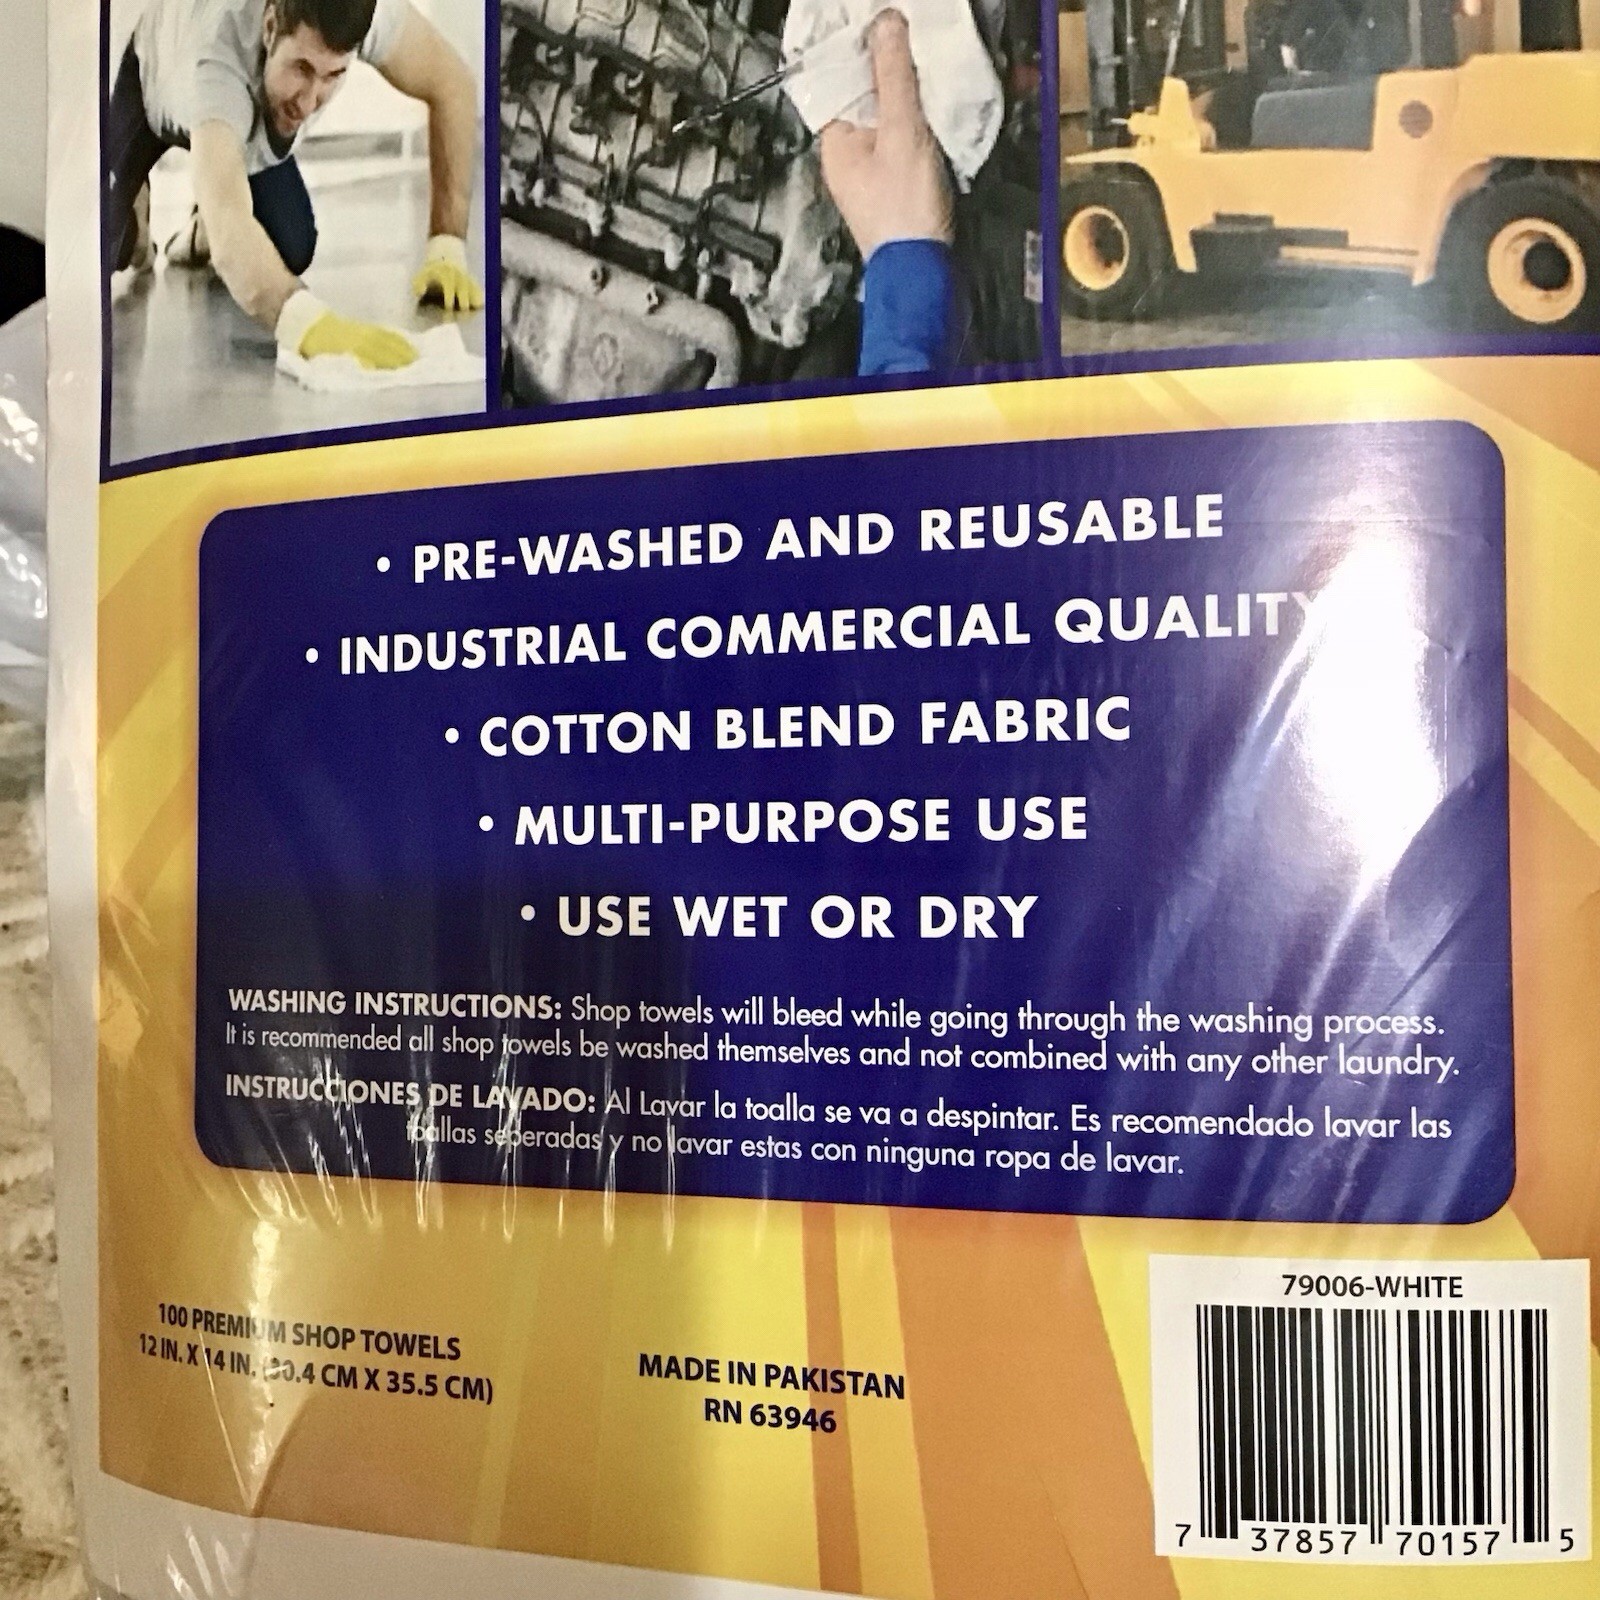 • PRE-WASHED AND REUSABLE
• INDUSTRIAL COMMERCIAL QUALITY
• COTTON BLEND FABRIC
• MULTI-PURPOSE USE
• USE WET OR DRY
WASHING INSTRUCTIONS: Shop towels will bleed while going through the washing process.
It is recommended all shop towels be washed themselves and not combined with any other laundry.
INSTRUCCIONES DE LAVADO: Al Lavar la toalla se va a despintar. Es recomendado lavar las
toallas seperadas y no lavar estas con ninguna ropa de lavar.
100 PREMIUM SHOP TOWELS
12 IN. X 14 IN. (30.4 CM X 35.5 CM)
MADE IN PAKISTAN
RN 63946
79006-WHITE
7 37857 70157 5